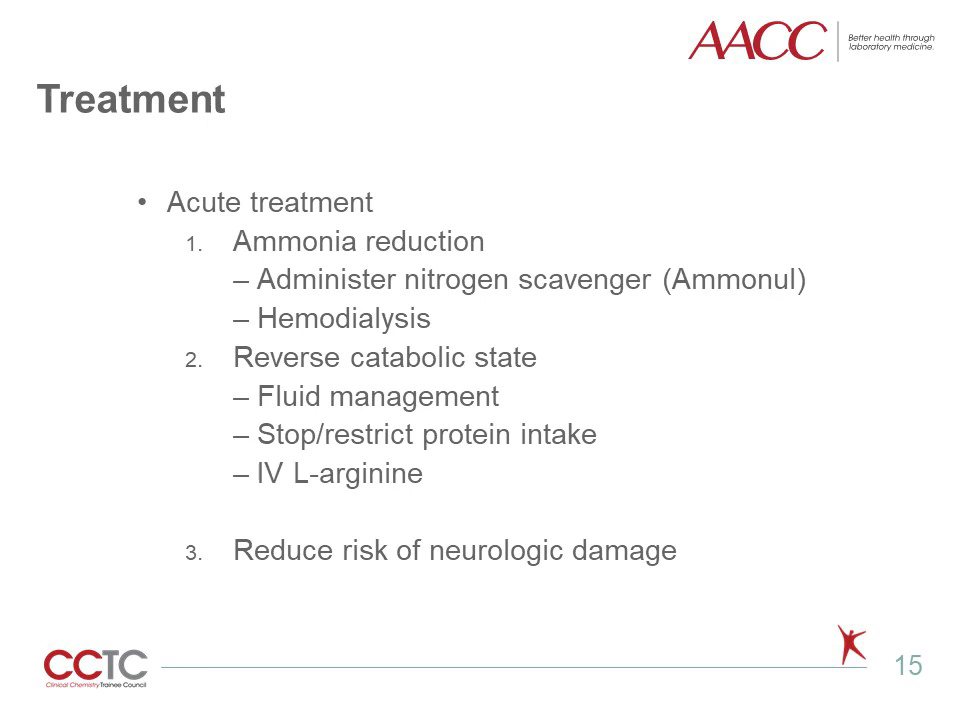 AACC
Better health through
laboratory medicine.
Treatment
• Acute treatment
1. Ammonia reduction
– Administer nitrogen scavenger (Ammonul)
– Hemodialysis
2. Reverse catabolic state
– Fluid management
– Stop/restrict protein intake
– IV L-arginine
3. Reduce risk of neurologic damage
CCTC
Clinical Chemistry Trainee Council
15